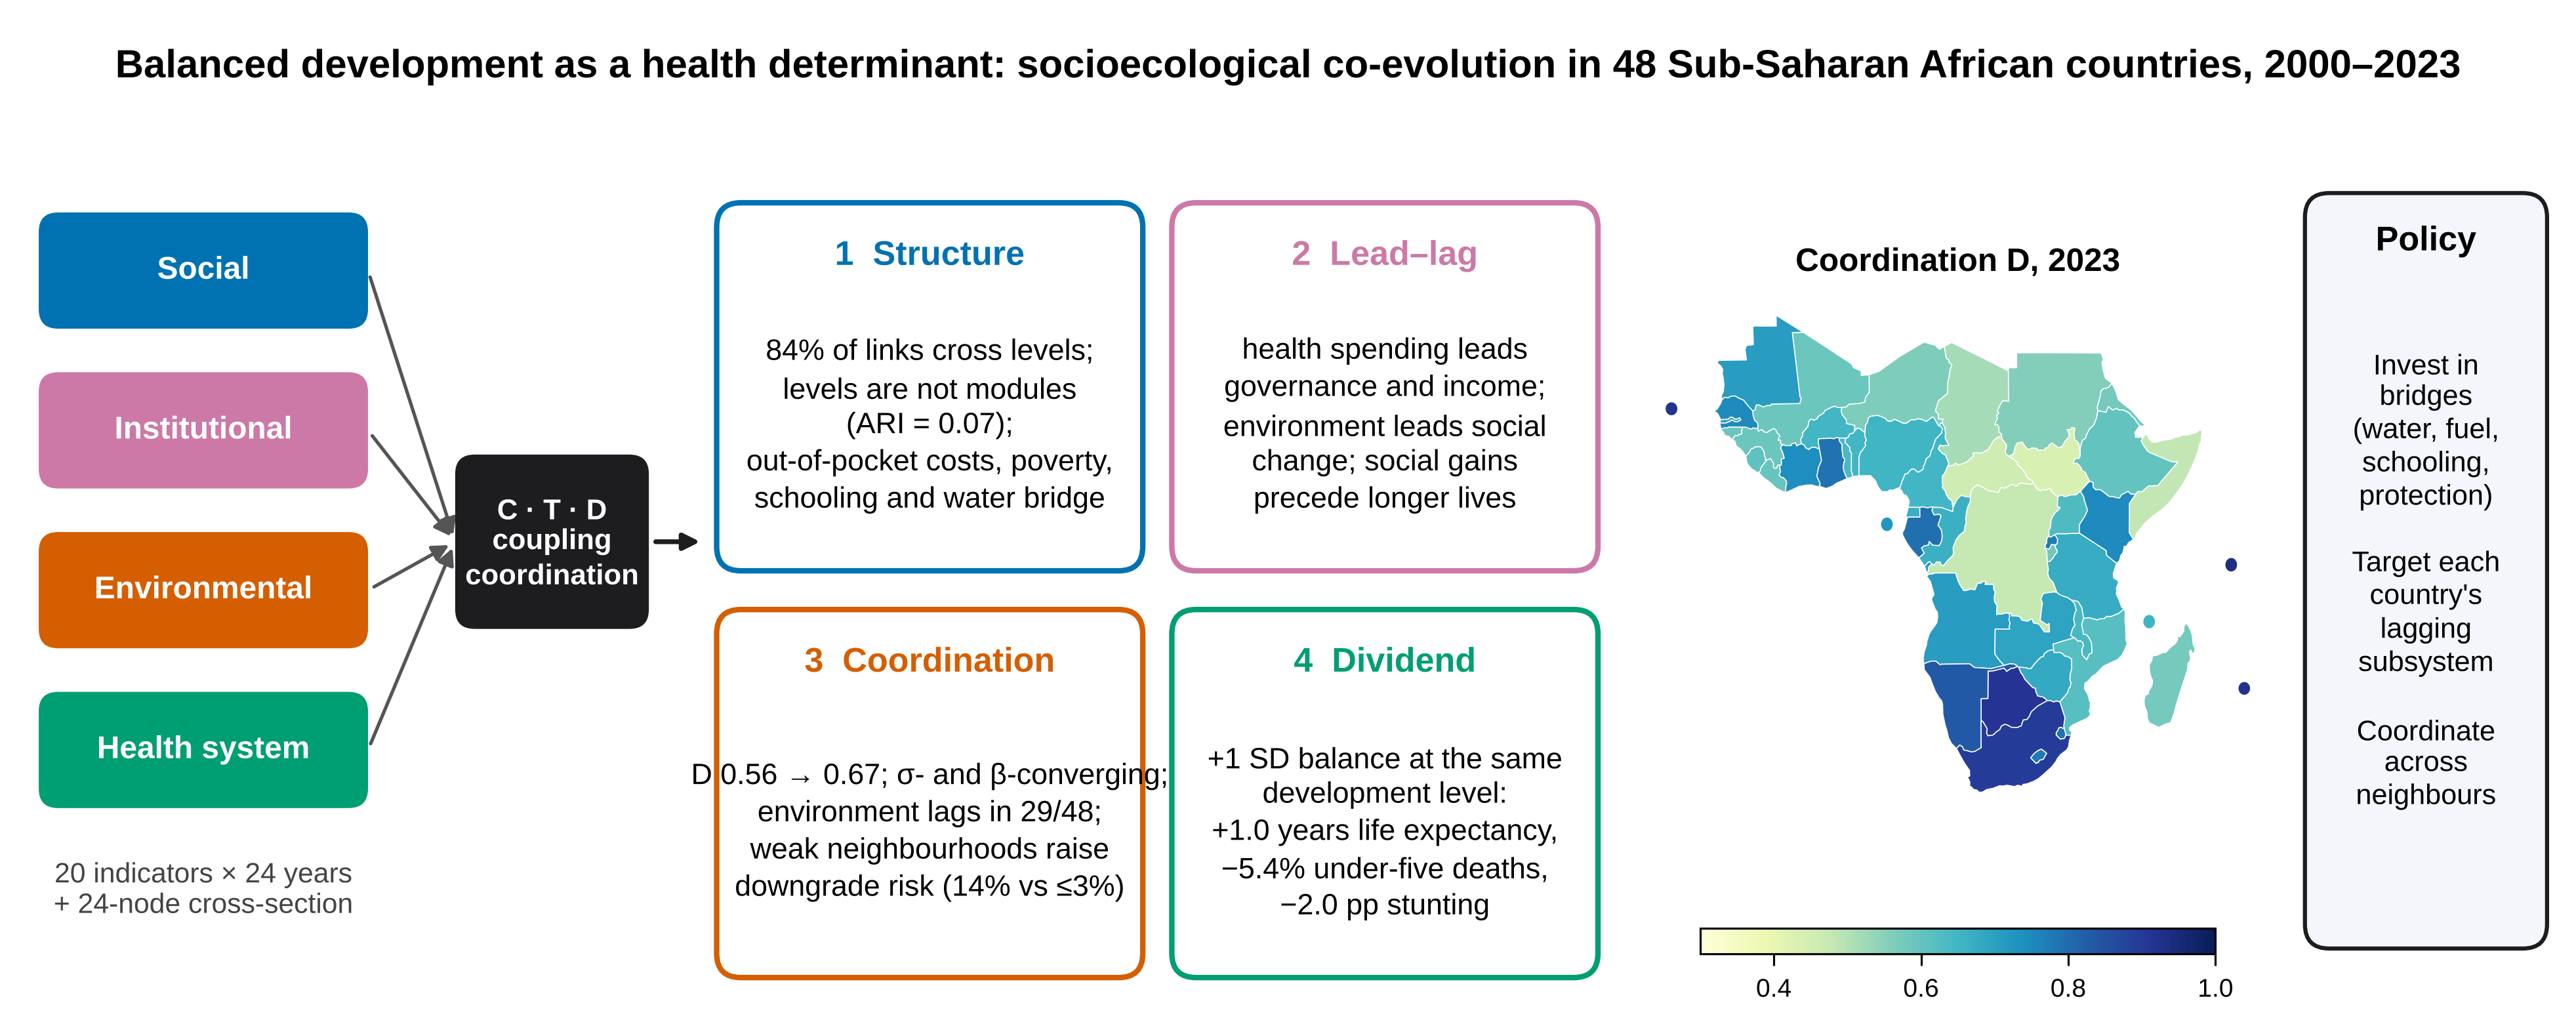 Balanced development as a health determinant: socioecological co-evolution in 48 Sub-Saharan African countries, 2000–2023
Social
Institutional
Environmental
Health system
20 indicators × 24 years
+ 24-node cross-section
C · T · D
coupling
coordination
1 Structure
84% of links cross levels;
levels are not modules
(ARI = 0.07);
out-of-pocket costs, poverty,
schooling and water bridge
2 Lead–lag
health spending leads
governance and income;
environment leads social
change; social gains
precede longer lives
3 Coordination
D 0.56 → 0.67; σ- and β-converging;
environment lags in 29/48;
weak neighbourhoods raise
downgrade risk (14% vs ≤3%)
4 Dividend
+1 SD balance at the same
development level:
+1.0 years life expectancy,
−5.4% under-five deaths,
−2.0 pp stunting
Coordination D, 2023
0.4 0.6 0.8 1.0
Policy
Invest in
bridges
(water, fuel,
schooling,
protection)
Target each
country's
lagging
subsystem
Coordinate
across
neighbours